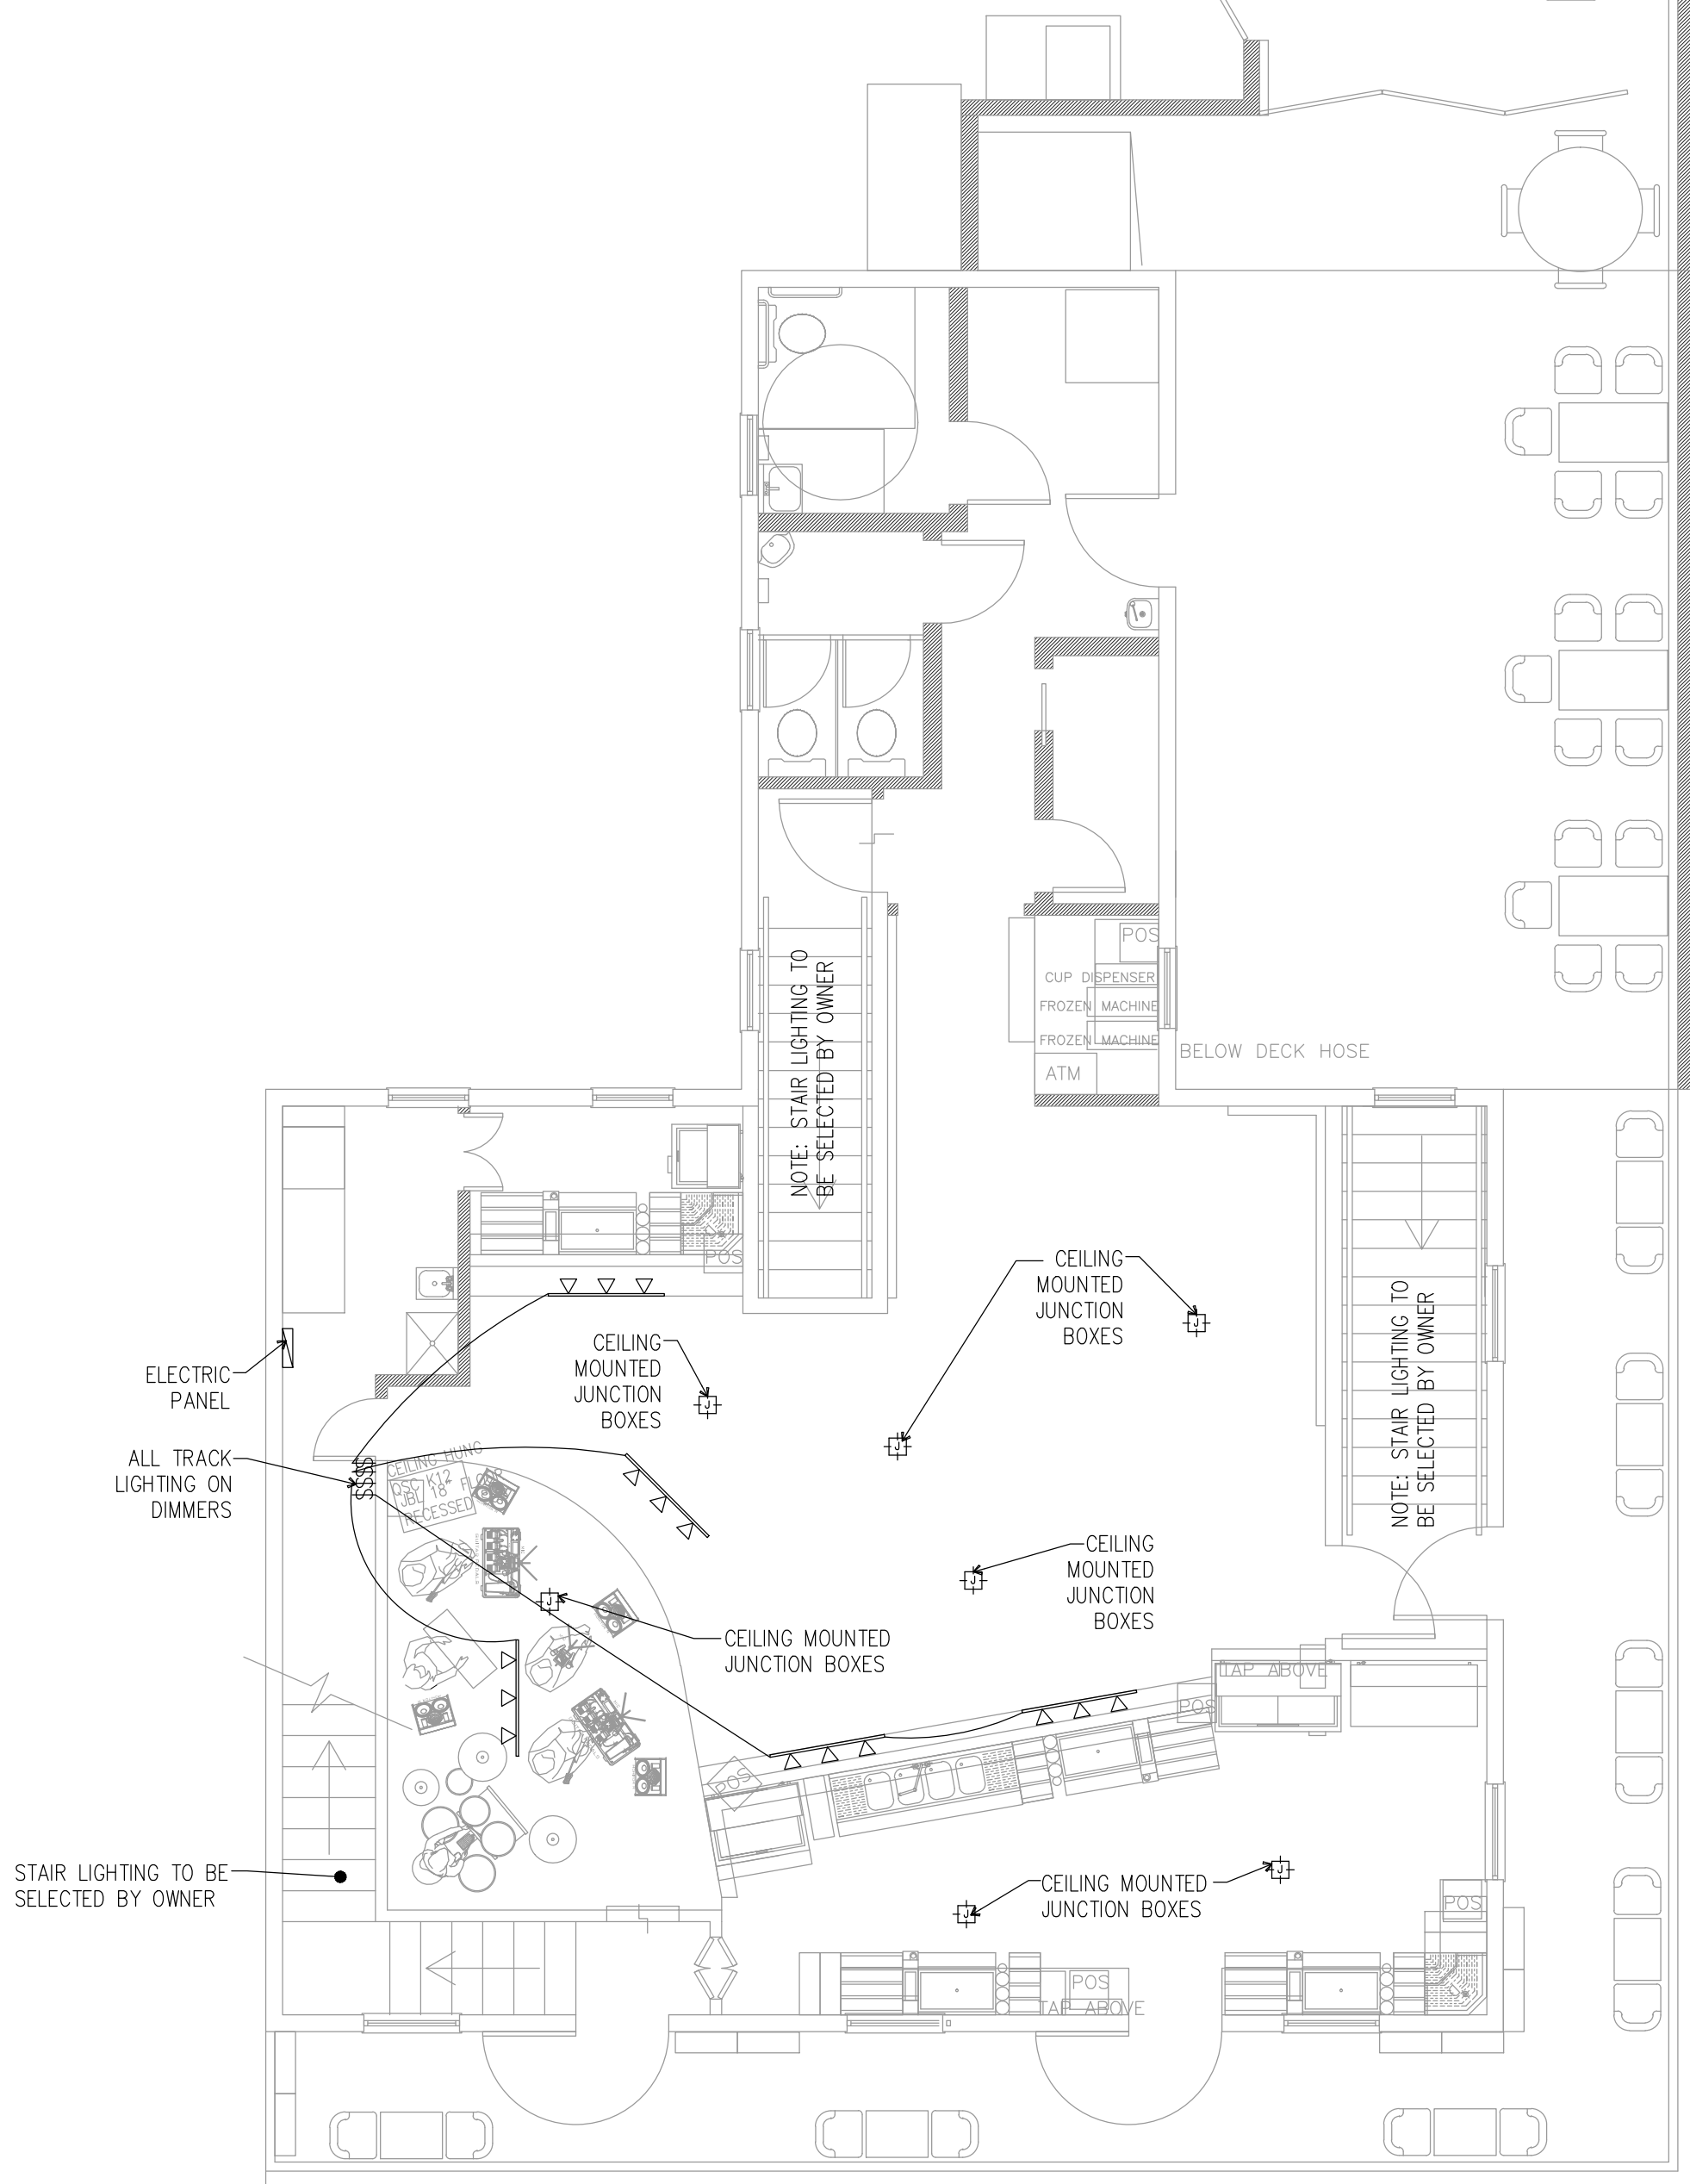 POS
CUP DISPENSER
FROZEN MACHINE
FROZEN MACHINE
ATM
BELOW DECK HOSE
NOTE: STAIR LIGHTING TO
BE SELECTED BY OWNER
POS
CEILING
MOUNTED
JUNCTION
BOXES
J
CEILING
MOUNTED
JUNCTION
BOXES
J
J
ELECTRIC
PANEL
NOTE: STAIR LIGHTING TO
BE SELECTED BY OWNER
ALL TRACK
LIGHTING ON
DIMMERS
SSSS
CEILING HUNG
QSC K12
JBL 18" FLOOR
RECESSED
CEILING
MOUNTED
JUNCTION
BOXES
J
J
CEILING MOUNTED
JUNCTION BOXES
TAP ABOVE
POS
POS
STAIR LIGHTING TO BE
SELECTED BY OWNER
CEILING MOUNTED
JUNCTION BOXES
J
J
POS
POS
TAP ABOVE